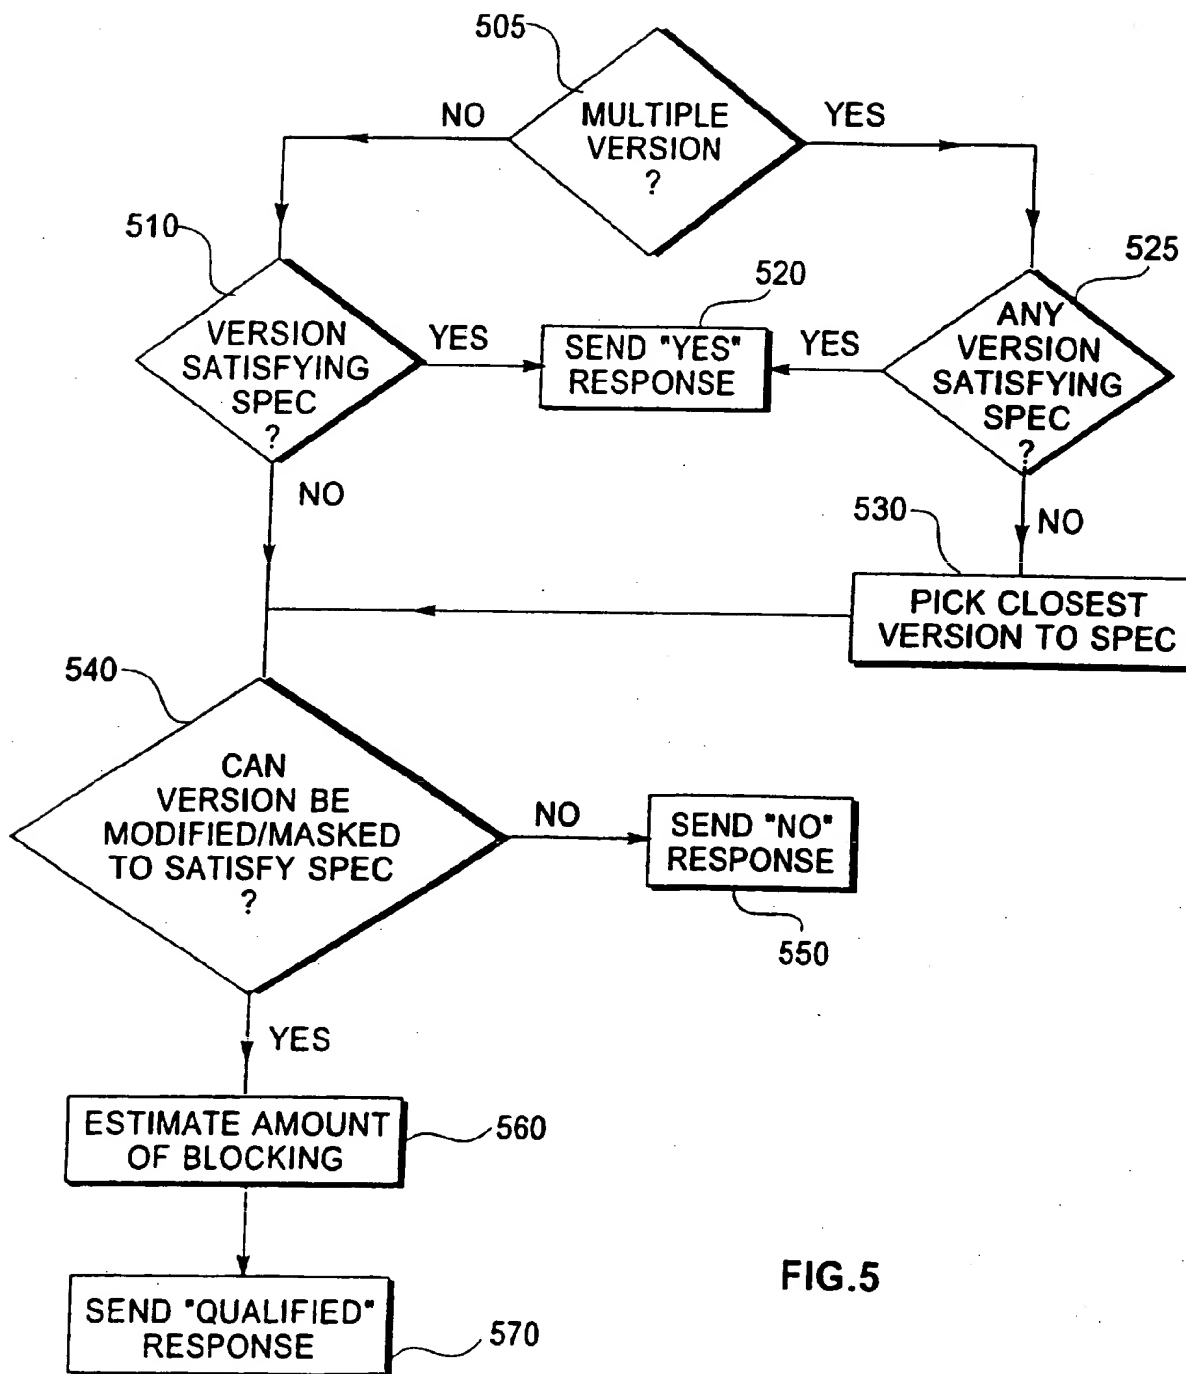 505
MULTIPLE
VERSION
?
NO
YES
510
VERSION
SATISFYING
SPEC
?
YES
520
SEND "YES"
RESPONSE
YES
525
ANY
VERSION
SATISFYING
SPEC
?
NO
NO
530
PICK CLOSEST
VERSION TO SPEC
540
CAN
VERSION BE
MODIFIED/MASKED
TO SATISFY SPEC
?
NO
SEND "NO"
RESPONSE
550
YES
ESTIMATE AMOUNT
OF BLOCKING
560
SEND "QUALIFIED"
RESPONSE
570
FIG.5